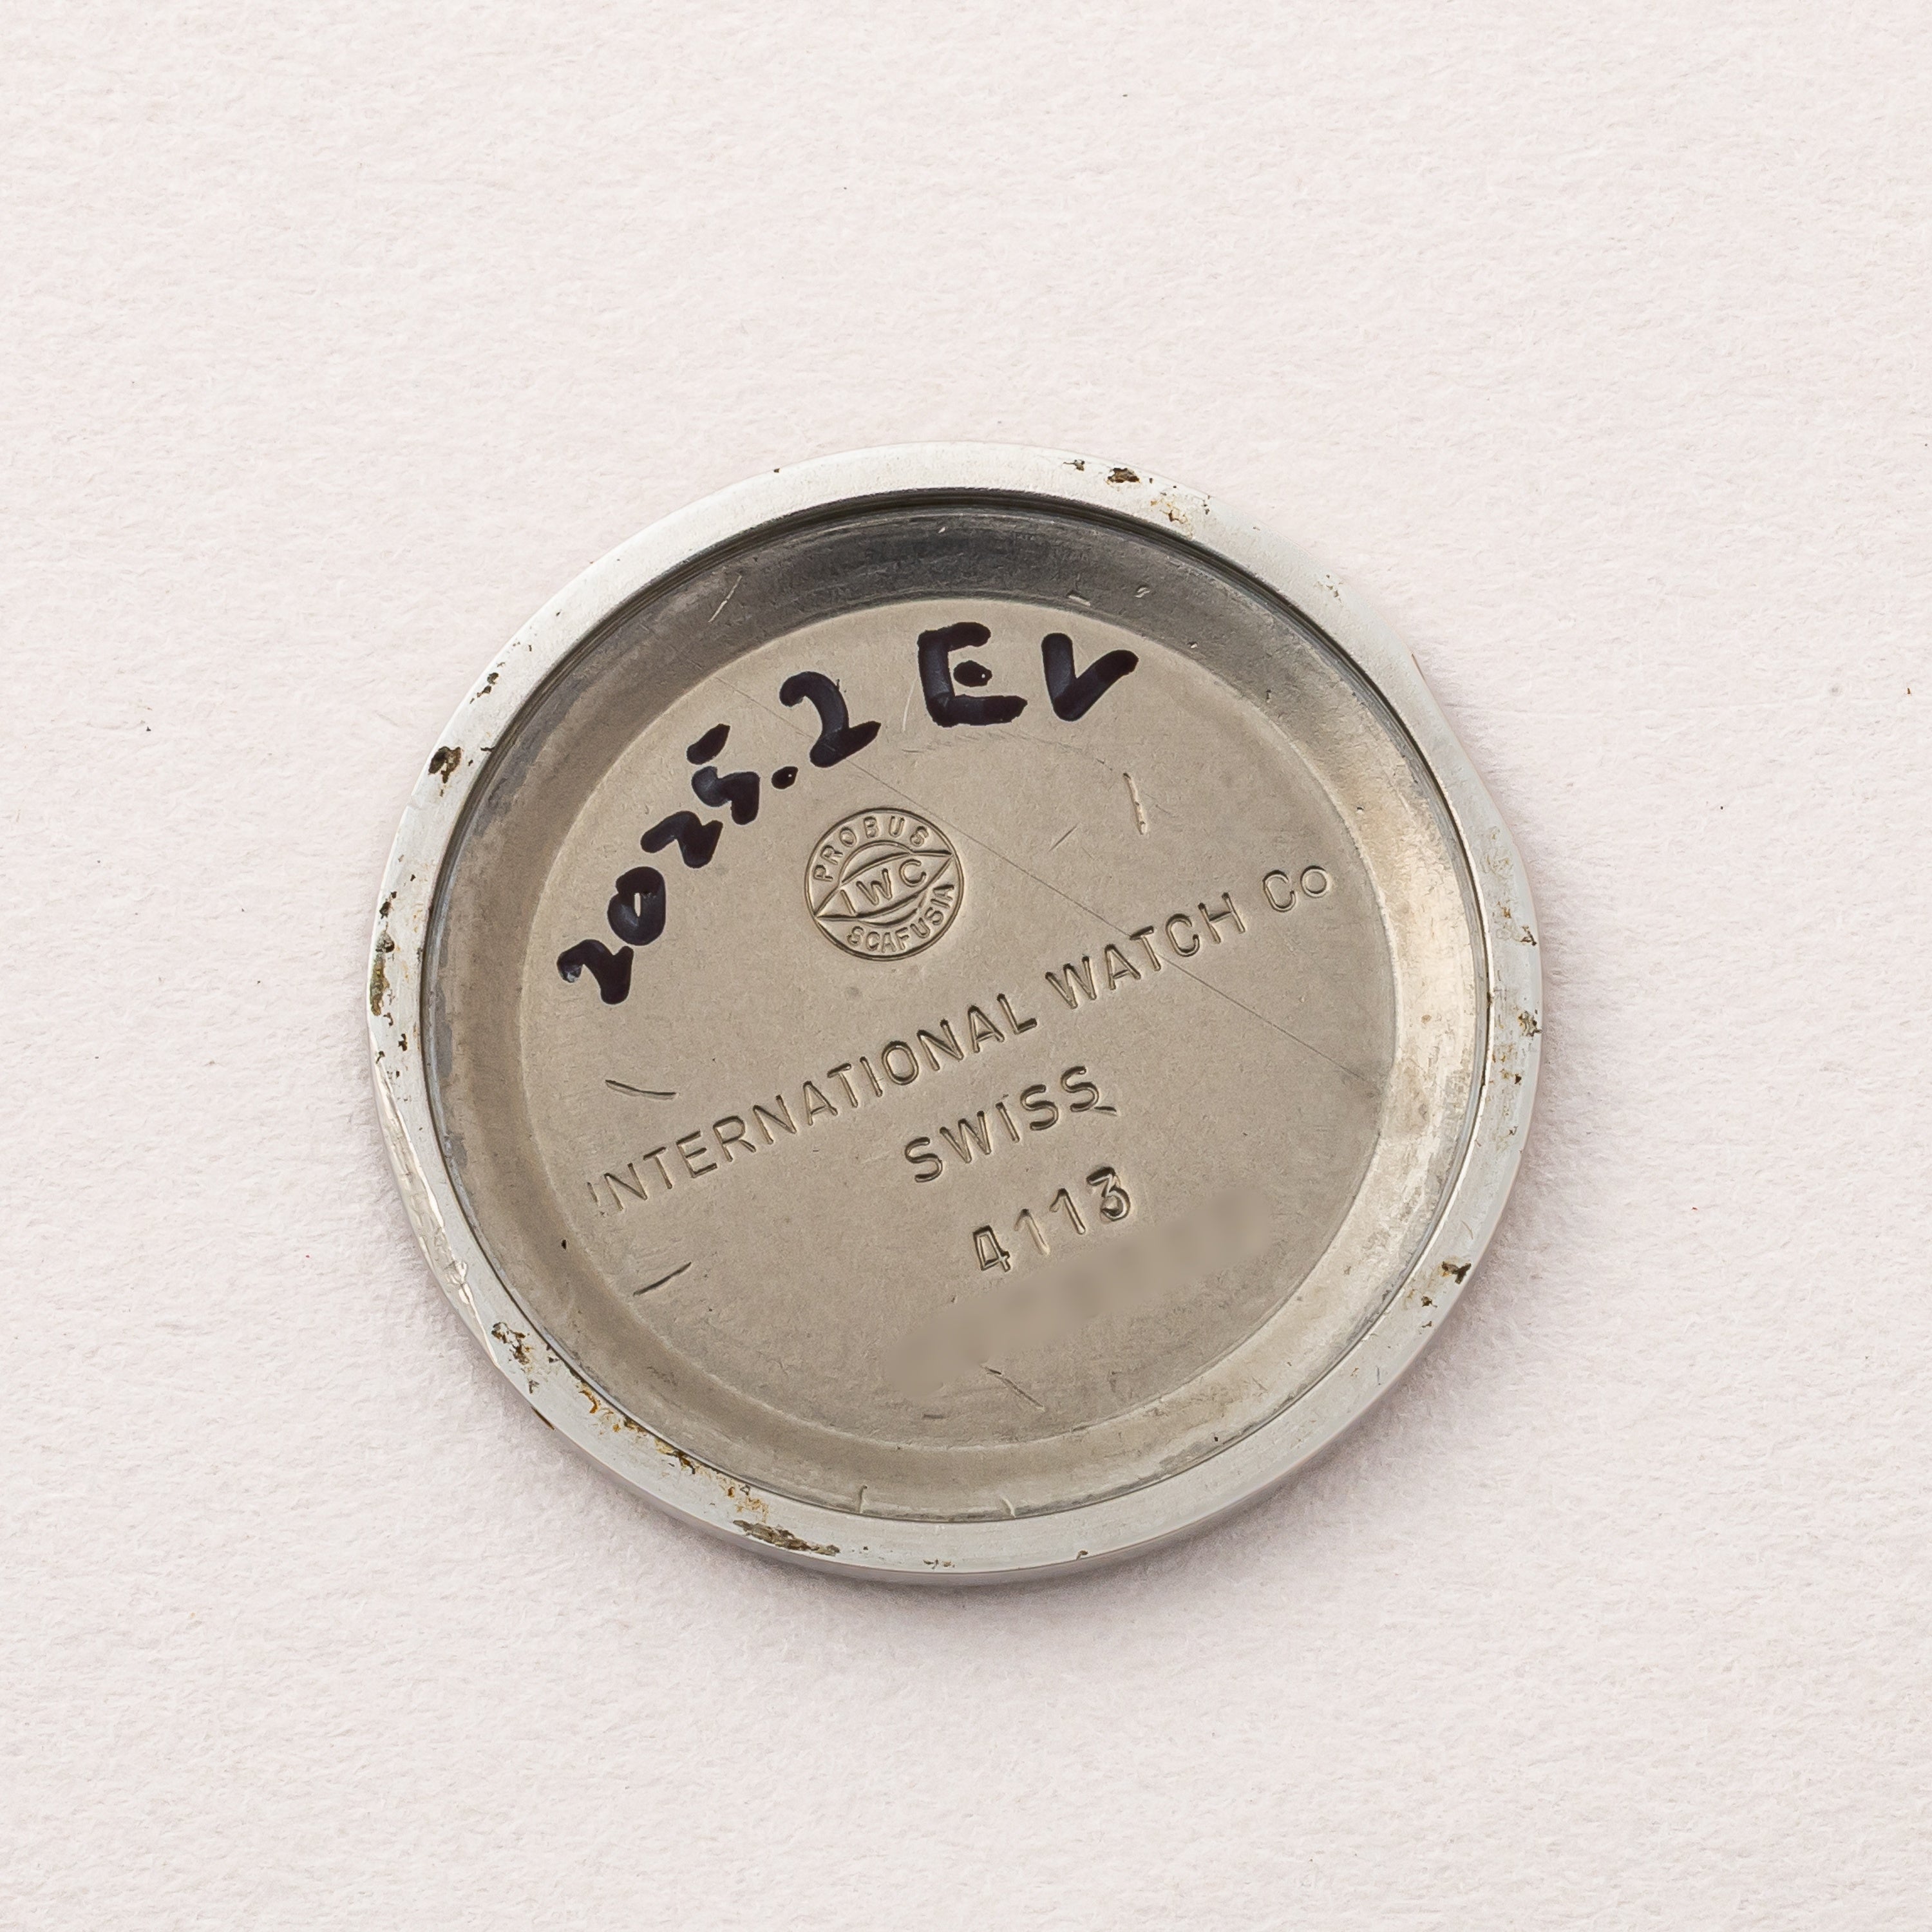 2025.2 EV
PROBUS
IWC
SCAFUSIA
INTERNATIONAL WATCH Co
SWISS
4113